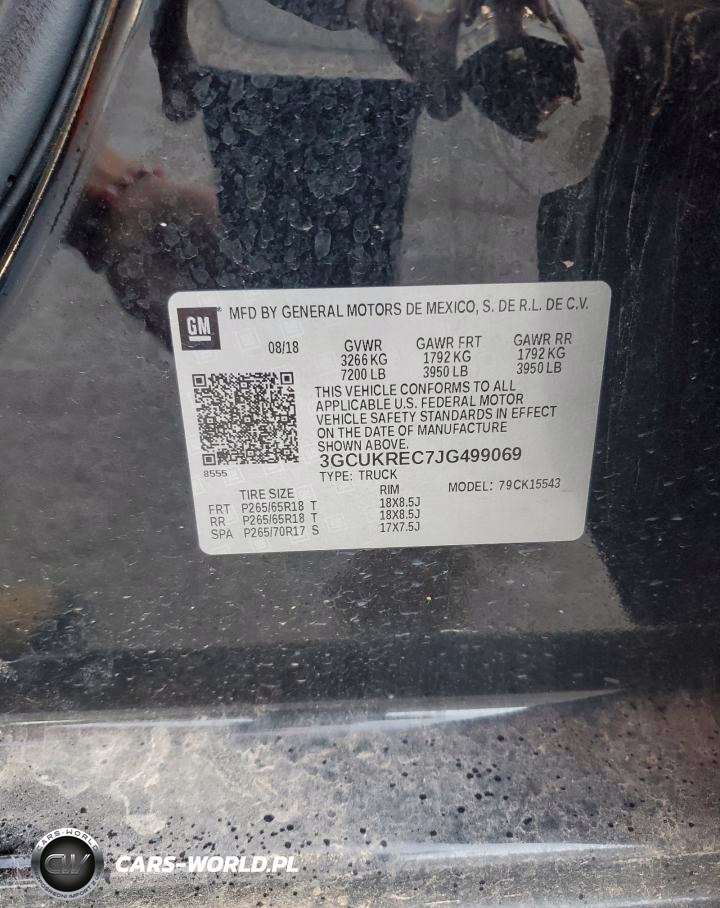 GM
MFD BY GENERAL MOTORS DE MEXICO, S. DE R.L. DE C.V.
08/18 GVWR GAWR FRT GAWR RR
3266 KG 1792 KG 1792 KG
7200 LB 3950 LB 3950 LB
THIS VEHICLE CONFORMS TO ALL
APPLICABLE U.S. FEDERAL MOTOR
VEHICLE SAFETY STANDARDS IN EFFECT
ON THE DATE OF MANUFACTURE
SHOWN ABOVE.
8555
3GCUKREC7JG499069
TYPE: TRUCK
TIRE SIZE RIM MODEL: 79CK15543
FRT P265/65R18 T 18X8.5J
RR P265/65R18 T 18X8.5J
SPA P265/70R17 S 17X7.5J
CARS-WORLD
CW
CARS-WORLD.PL